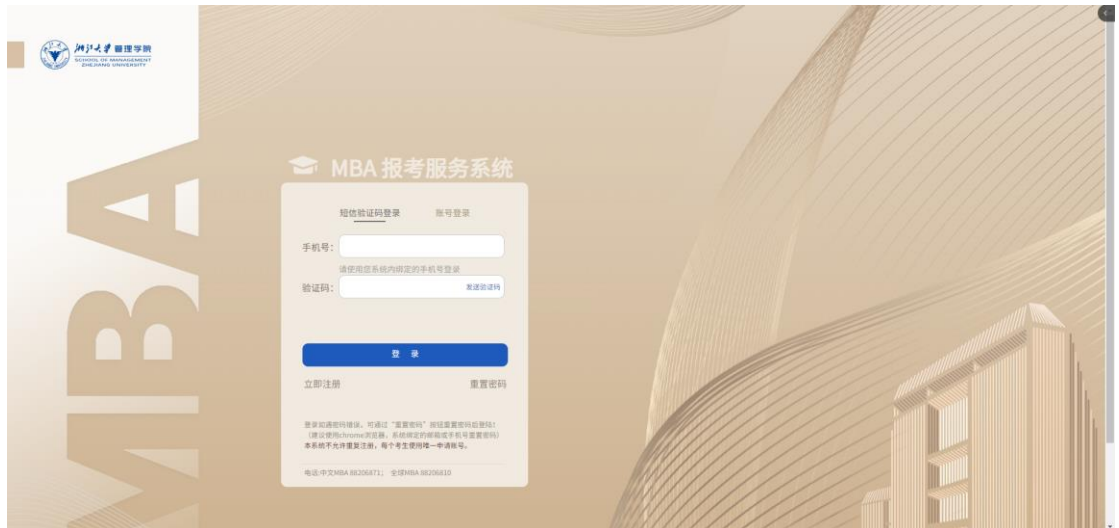 浙江大学 管理学院
SCHOOL OF MANAGEMENT
ZHEJIANG UNIVERSITY
MBA
MBA 报考服务系统
短信验证码登录 账号登录
手机号：
请使用您系统内绑定的手机号登录
验证码： 发送验证码
登 录
立即注册 重置密码
登录如遇密码错误，可通过“重置密码”按钮重置密码后登陆！
（建议使用chrome浏览器，系统绑定的邮箱或手机号重置密码）
本系统不允许重复注册，每个考生使用唯一申请账号。
电话:中文MBA 88206871； 全球MBA 88206810